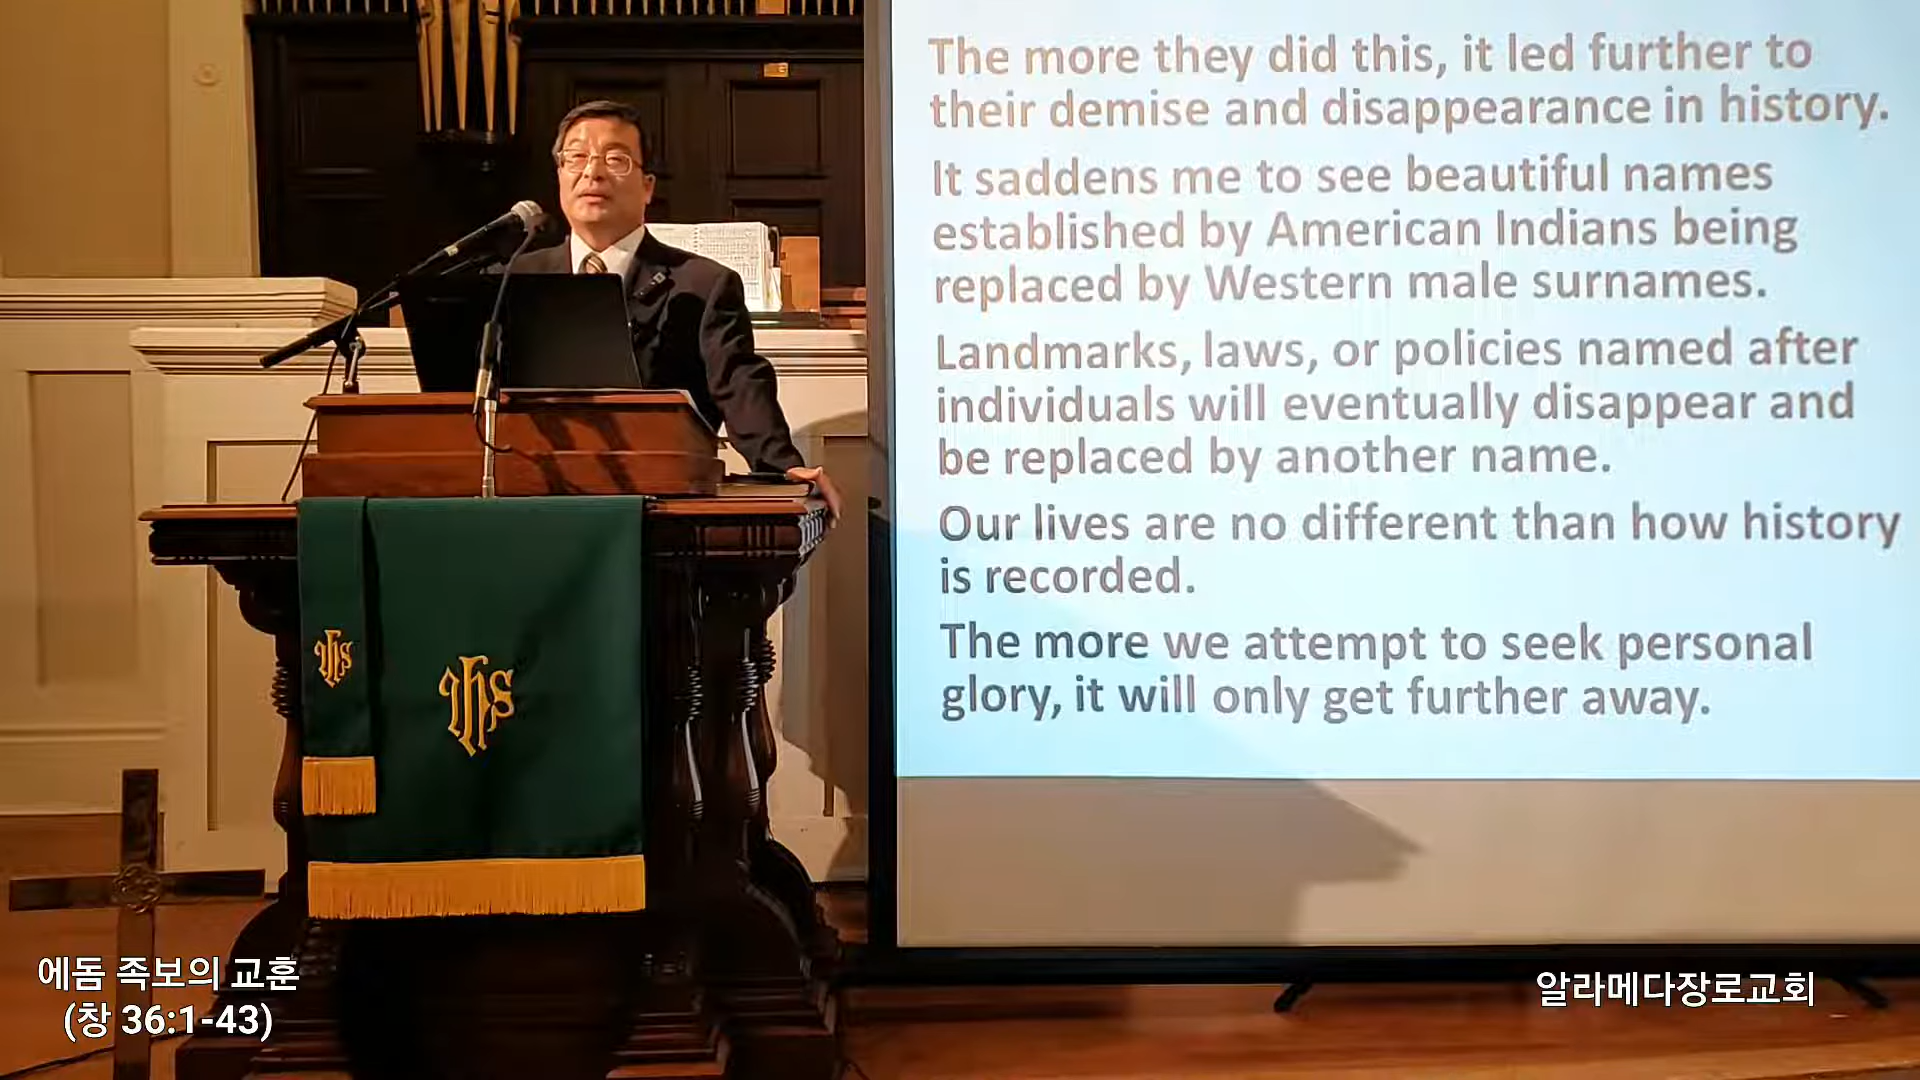 The more they did this, it led further to
their demise and disappearance in history.
It saddens me to see beautiful names
established by American Indians being
replaced by Western male surnames.
Landmarks, laws, or policies named after
individuals will eventually disappear and
be replaced by another name.
Our lives are no different than how history
is recorded.
The more we attempt to seek personal
glory, it will only get further away.
ihs
ihs
에돔 족보의 교훈
(창 36:1-43)
알라메다장로교회